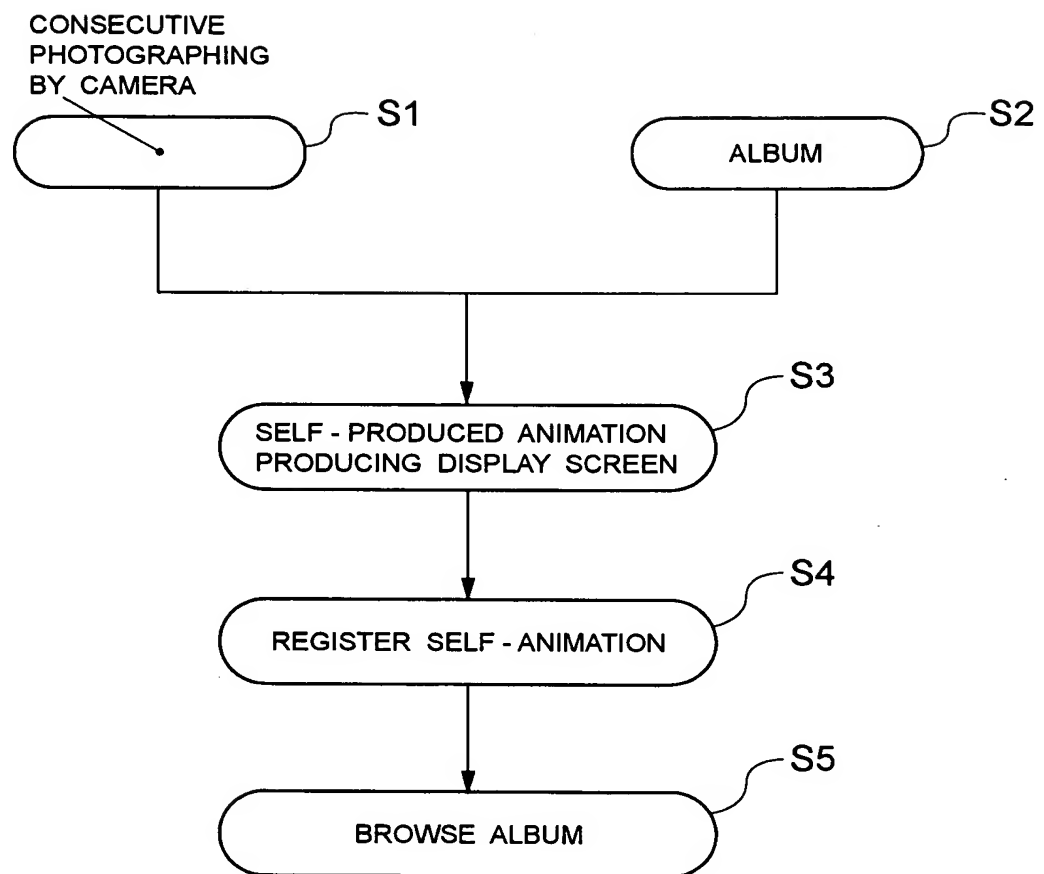 CONSECUTIVE
PHOTOGRAPHING
BY CAMERA
S1
S2
ALBUM
S3
SELF - PRODUCED ANIMATION
PRODUCING DISPLAY SCREEN
S4
REGISTER SELF - ANIMATION
S5
BROWSE ALBUM